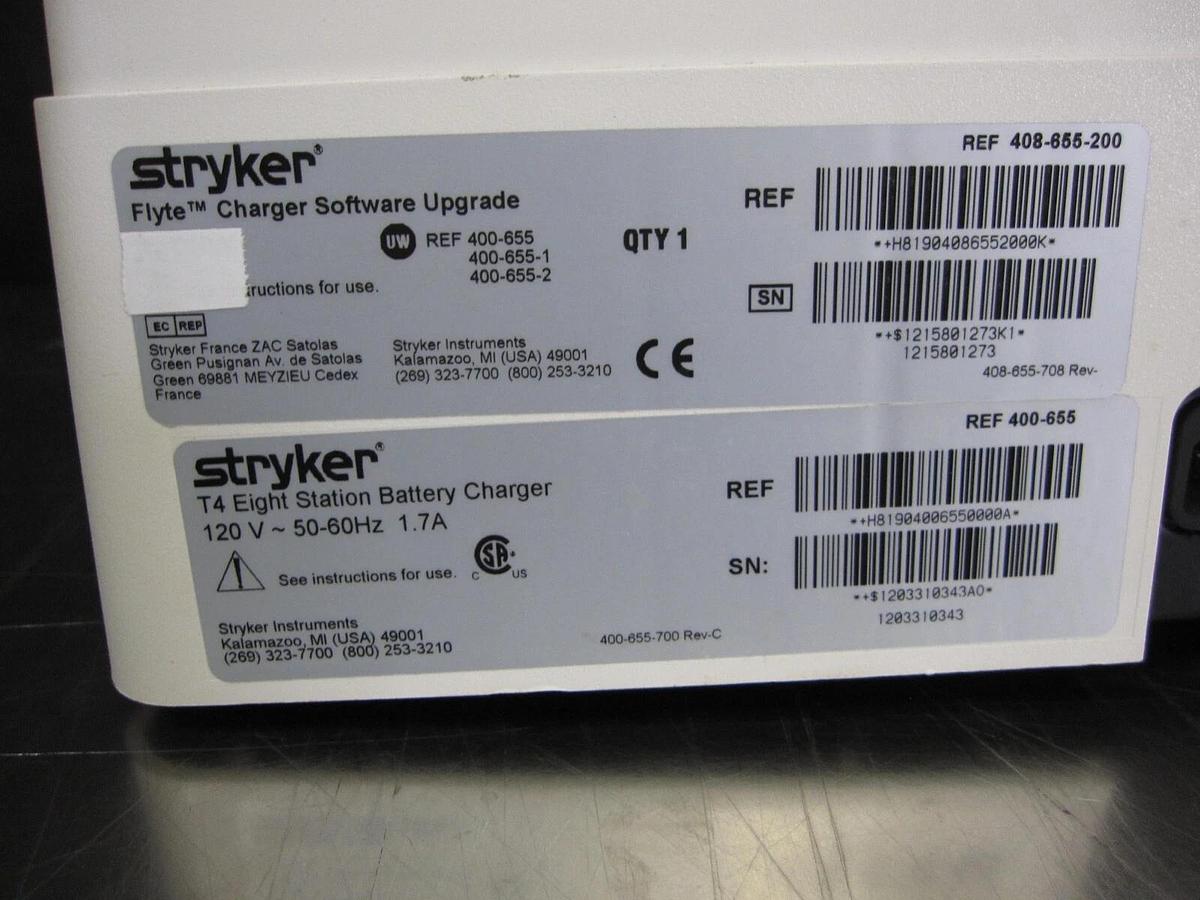 REF 408-655-200
stryker®
Flyte™ Charger Software Upgrade
UW REF 400-655
400-655-1
400-655-2
QTY 1
REF
*+H81904086552000K*
SN
*+$1215801273K1*
1215801273
for use.
EC REP
Stryker France ZAC Satolas
Green Pusignan Av. de Satolas
Green 69881 MEYZIEU Cedex
France
Stryker Instruments
Kalamazoo, MI (USA) 49001
(269) 323-7700 (800) 253-3210
CE
408-655-708 Rev-
REF 400-655
stryker®
T4 Eight Station Battery Charger
120 V ~ 50-60Hz 1.7A
REF
*+H81904006550000A*
See instructions for use.
C SA US
SN:
*+$1203310343AO*
1203310343
Stryker Instruments
Kalamazoo, MI (USA) 49001
(269) 323-7700 (800) 253-3210
400-655-700 Rev-C